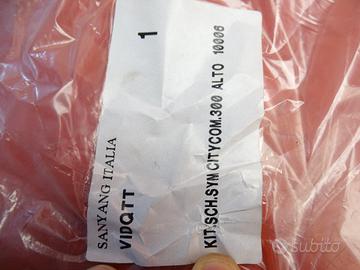 SANYANG ITALIA
1
VIDQTT
KIT.SCH.SYM CITYCOM.300 ALTO 10006
subito